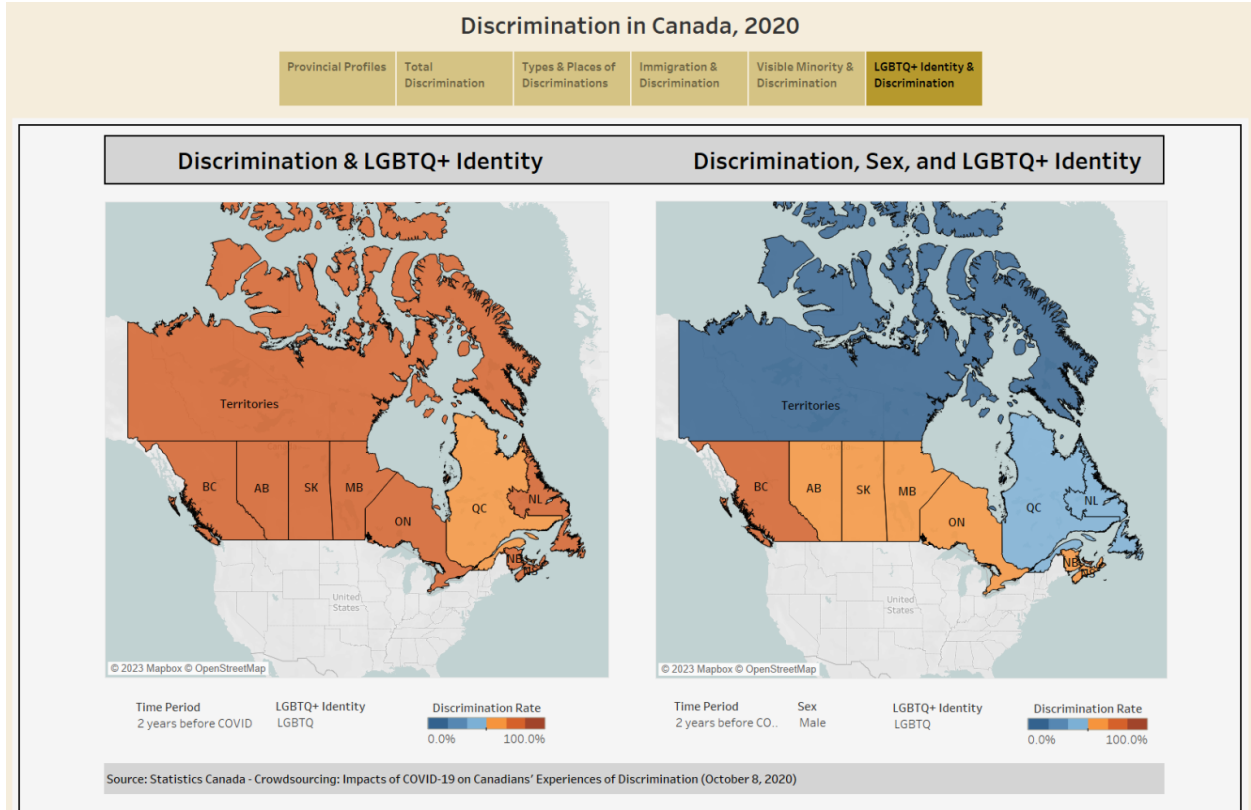 Discrimination in Canada, 2020
Provincial Profiles
Total
Discrimination
Types & Places of
Discriminations
Immigration &
Discrimination
Visible Minority &
Discrimination
LGBTQ+ Identity &
Discrimination
Discrimination & LGBTQ+ Identity
Territories
BC
AB
SK
MB
ON
QC
NL
NB
United
States
© 2023 Mapbox © OpenStreetMap
Time Period
2 years before COVID
LGBTQ+ Identity
LGBTQ
Discrimination Rate
0.0% 100.0%
Discrimination, Sex, and LGBTQ+ Identity
Territories
BC
AB
SK
MB
ON
QC
NL
NB
United
States
© 2023 Mapbox © OpenStreetMap
Time Period
2 years before CO..
Sex
Male
LGBTQ+ Identity
LGBTQ
Discrimination Rate
0.0% 100.0%
Source: Statistics Canada - Crowdsourcing: Impacts of COVID-19 on Canadians' Experiences of Discrimination (October 8, 2020)